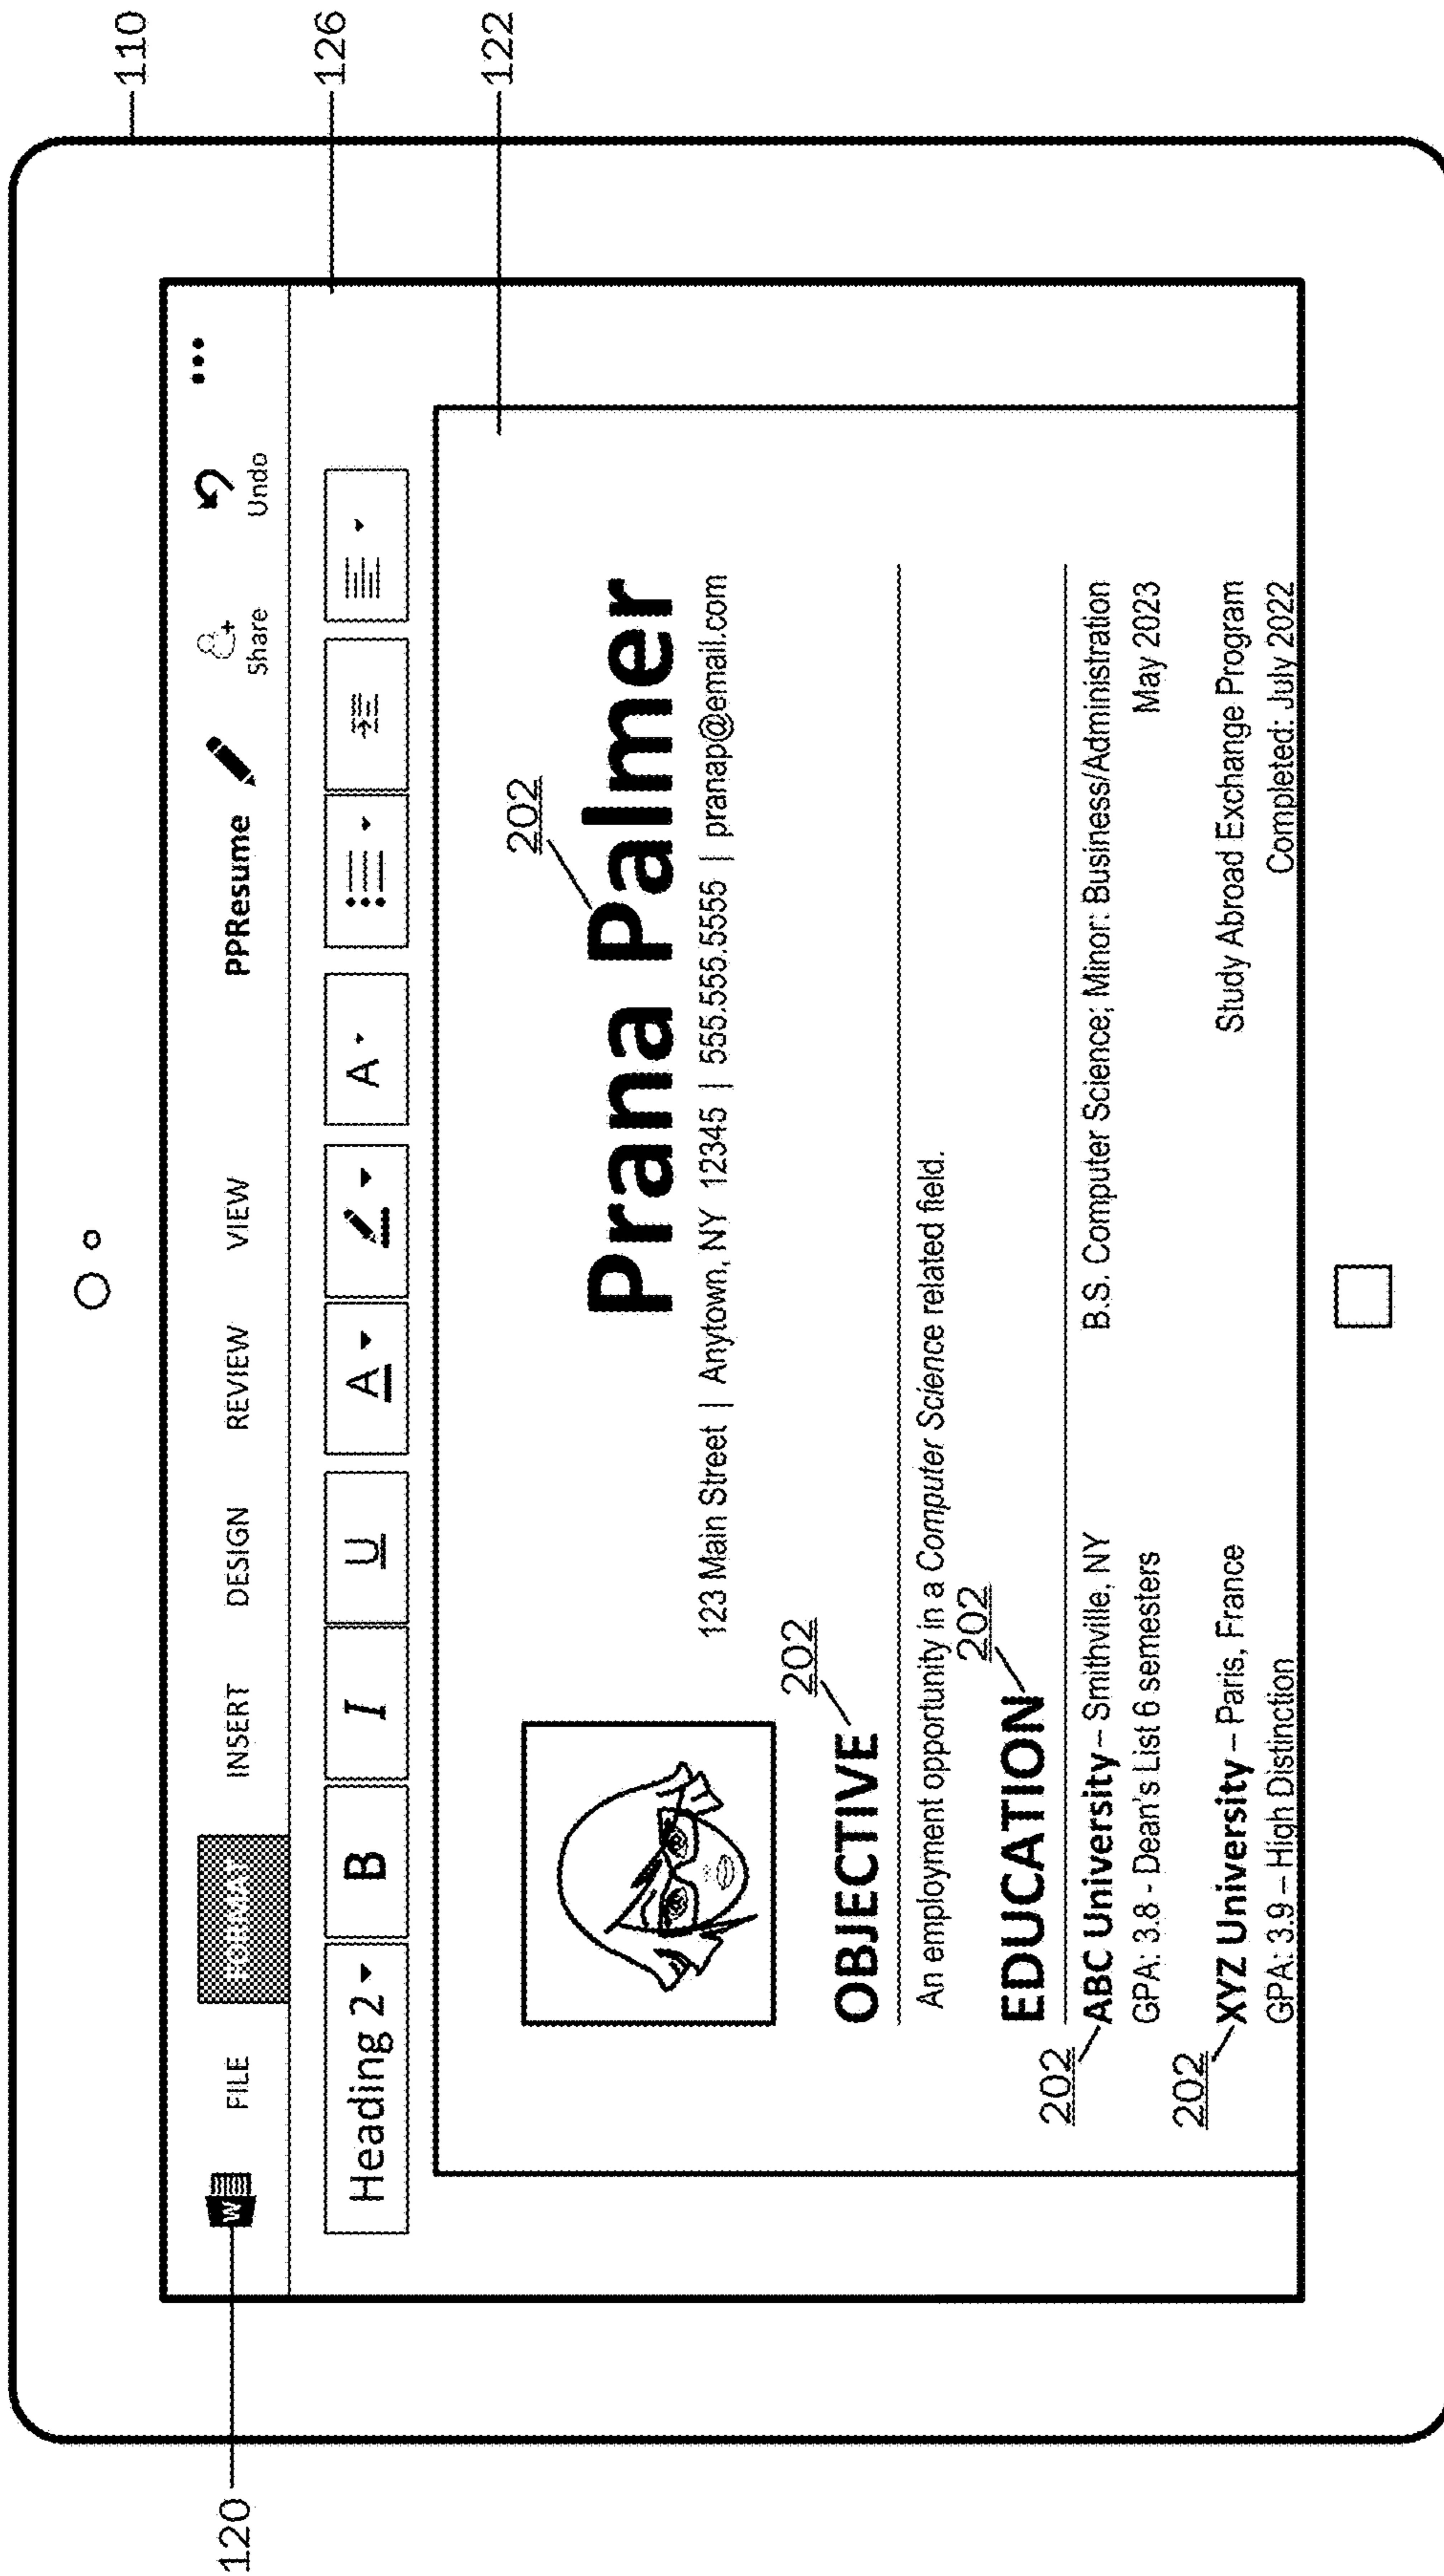 110
126
122
120
W
FILE FORMAT INSERT DESIGN REVIEW VIEW PPResume Share Undo
Heading 2 B I U A A
202
Prana Palmer
123 Main Street | Anytown, NY 12345 | 555.555.5555 | pranap@email.com
202
OBJECTIVE
An employment opportunity in a Computer Science related field.
202
EDUCATION
202
ABC University – Smithville, NY B.S. Computer Science; Minor: Business/Administration
GPA: 3.8 - Dean's List 6 semesters May 2023
202
XYZ University – Paris, France Study Abroad Exchange Program
GPA: 3.9 – High Distinction Completed: July 2022